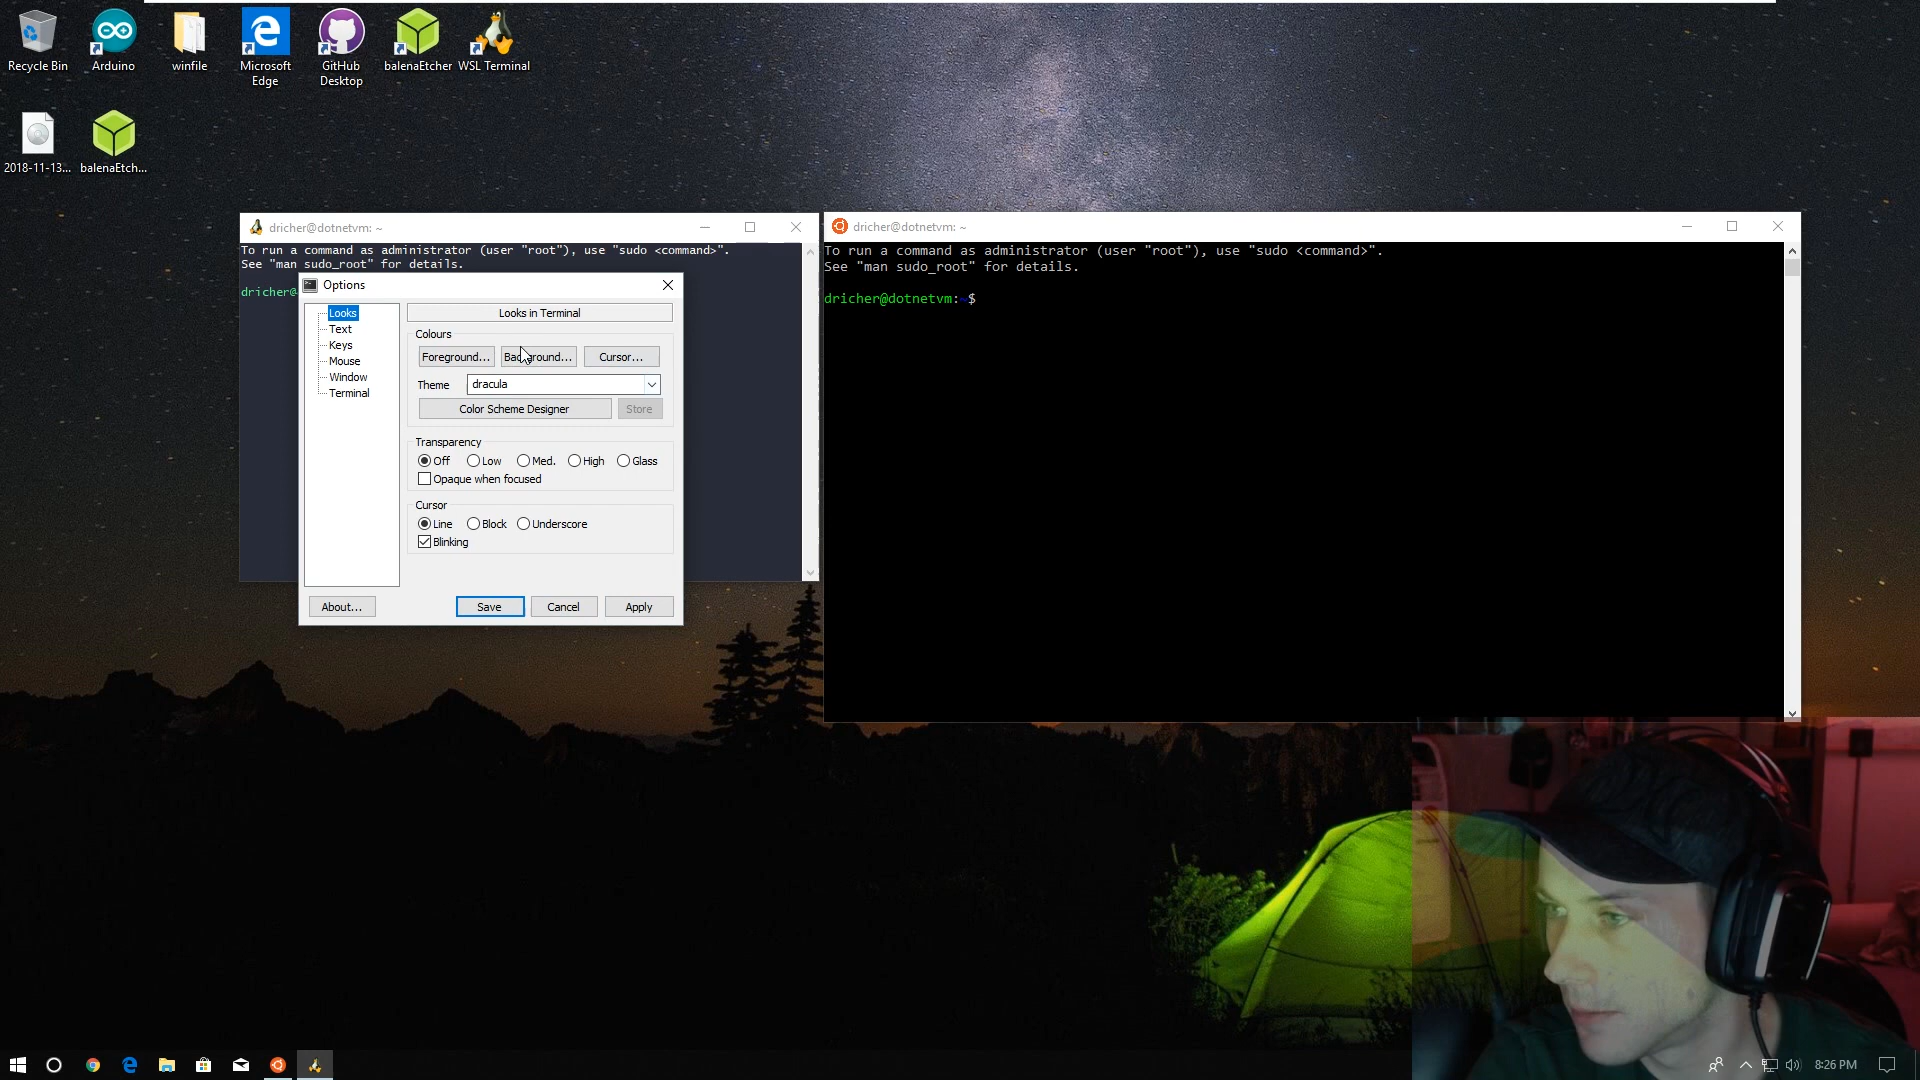 Recycle Bin
Arduino
winfile
Microsoft Edge
GitHub Desktop
balenaEtcher
WSL Terminal
2018-11-13...
balenaEtch...
dricher@dotnetvm: ~
To run a command as administrator (user "root"), use "sudo <command>".
See "man sudo_root" for details.
dricher@
Options
Looks
Text
Keys
Mouse
Window
Terminal
Looks in Terminal
Colours
Foreground...
Background...
Cursor...
Theme
dracula
Color Scheme Designer
Store
Transparency
Off
Low
Med.
High
Glass
Opaque when focused
Cursor
Line
Block
Underscore
Blinking
About...
Save
Cancel
Apply
dricher@dotnetvm: ~
To run a command as administrator (user "root"), use "sudo <command>".
See "man sudo_root" for details.
dricher@dotnetvm:~$
8:26 PM